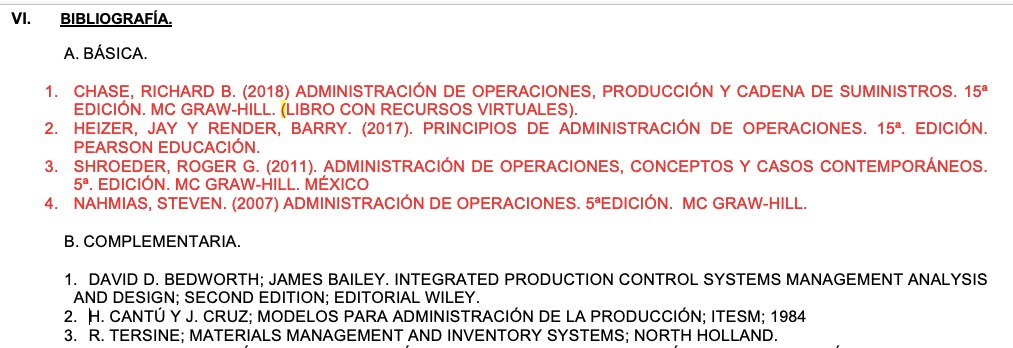 VI. BIBLIOGRAFÍA.
A. BÁSICA.
1. CHASE, RICHARD B. (2018) ADMINISTRACIÓN DE OPERACIONES, PRODUCCIÓN Y CADENA DE SUMINISTROS. 15ª
EDICIÓN. MC GRAW-HILL. (LIBRO CON RECURSOS VIRTUALES).
2. HEIZER, JAY Y RENDER, BARRY. (2017). PRINCIPIOS DE ADMINISTRACIÓN DE OPERACIONES. 15ª. EDICIÓN.
PEARSON EDUCACIÓN.
3. SHROEDER, ROGER G. (2011). ADMINISTRACIÓN DE OPERACIONES, CONCEPTOS Y CASOS CONTEMPORÁNEOS.
5ª. EDICIÓN. MC GRAW-HILL. MÉXICO
4. NAHMIAS, STEVEN. (2007) ADMINISTRACIÓN DE OPERACIONES. 5ªEDICIÓN. MC GRAW-HILL.
B. COMPLEMENTARIA.
1. DAVID D. BEDWORTH; JAMES BAILEY. INTEGRATED PRODUCTION CONTROL SYSTEMS MANAGEMENT ANALYSIS
AND DESIGN; SECOND EDITION; EDITORIAL WILEY.
2. H. CANTÚ Y J. CRUZ; MODELOS PARA ADMINISTRACIÓN DE LA PRODUCCIÓN; ITESM; 1984
3. R. TERSINE; MATERIALS MANAGEMENT AND INVENTORY SYSTEMS; NORTH HOLLAND.